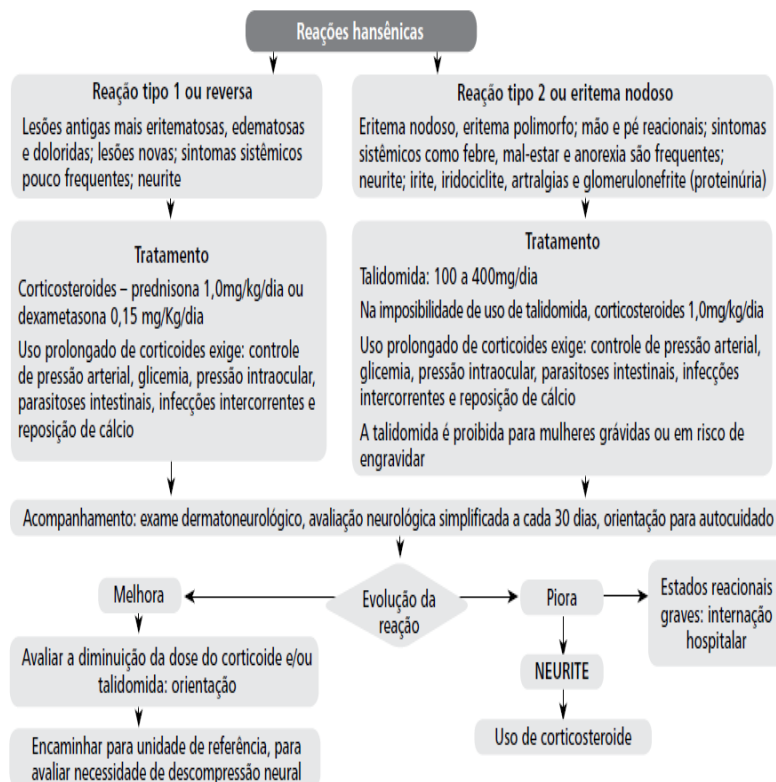 Reações hansênicas
Reação tipo 1 ou reversa
Lesões antigas mais eritematosas, edematosas
e doloridas; lesões novas; sintomas sistêmicos
pouco frequentes; neurite
Reação tipo 2 ou eritema nodoso
Eritema nodoso, eritema polimorfo; mão e pé reacionais; sintomas
sistêmicos como febre, mal-estar e anorexia são frequentes;
neurite; irite, iridociclite, artralgias e glomerulonefrite (proteinúria)
Tratamento
Corticosteroides – prednisona 1,0mg/kg/dia ou
dexametasona 0,15 mg/Kg/dia
Uso prolongado de corticoides exige: controle
de pressão arterial, glicemia, pressão intraocular,
parasitoses intestinais, infecções intercorrentes e
reposição de cálcio
Tratamento
Talidomida: 100 a 400mg/dia
Na imposibilidade de uso de talidomida, corticosteroides 1,0mg/kg/dia
Uso prolongado de corticoides exige: controle de pressão arterial,
glicemia, pressão intraocular, parasitoses intestinais, infecções
intercorrentes e reposição de cálcio
A talidomida é proibida para mulheres grávidas ou em risco de
engravidar
Acompanhamento: exame dermatoneurológico, avaliação neurológica simplificada a cada 30 dias, orientação para autocuidado
Melhora
Evolução da
reação
Piora
Estados reacionais
graves: internação
hospitalar
Avaliar a diminuição da dose do corticoide e/ou
talidomida: orientação
NEURITE
Uso de corticosteroide
Encaminhar para unidade de referência, para
avaliar necessidade de descompressão neural